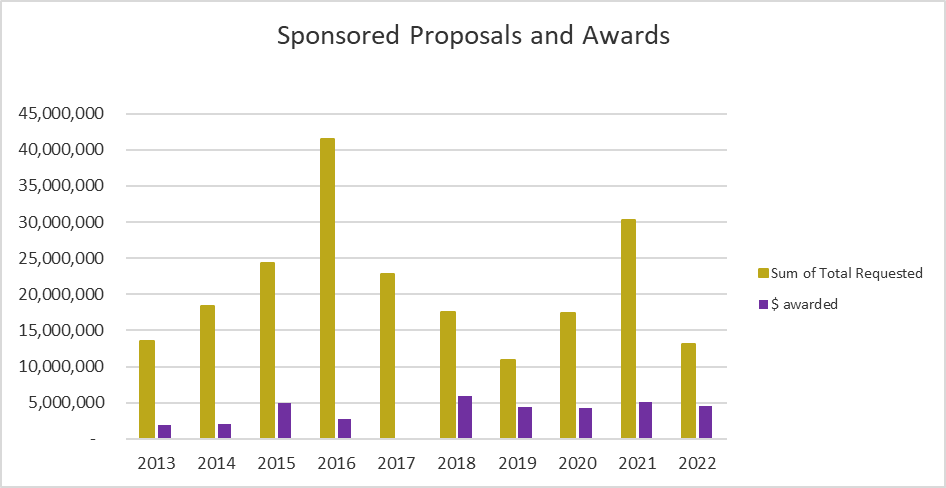 Sponsored Proposals and Awards
45,000,000
40,000,000
35,000,000
30,000,000
25,000,000
20,000,000
15,000,000
10,000,000
5,000,000
-
2013 2014 2015 2016 2017 2018 2019 2020 2021 2022
Sum of Total Requested
$ awarded